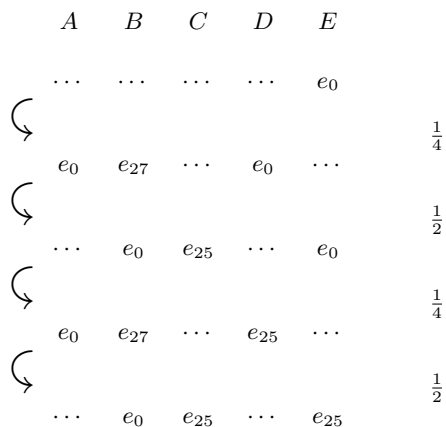 A B C D E
⋯ ⋯ ⋯ ⋯ e₀
1/4
e₀ e₂₇ ⋯ e₀ ⋯
1/2
⋯ e₀ e₂₅ ⋯ e₀
1/4
e₀ e₂₇ ⋯ e₂₅ ⋯
1/2
⋯ e₀ e₂₅ ⋯ e₂₅